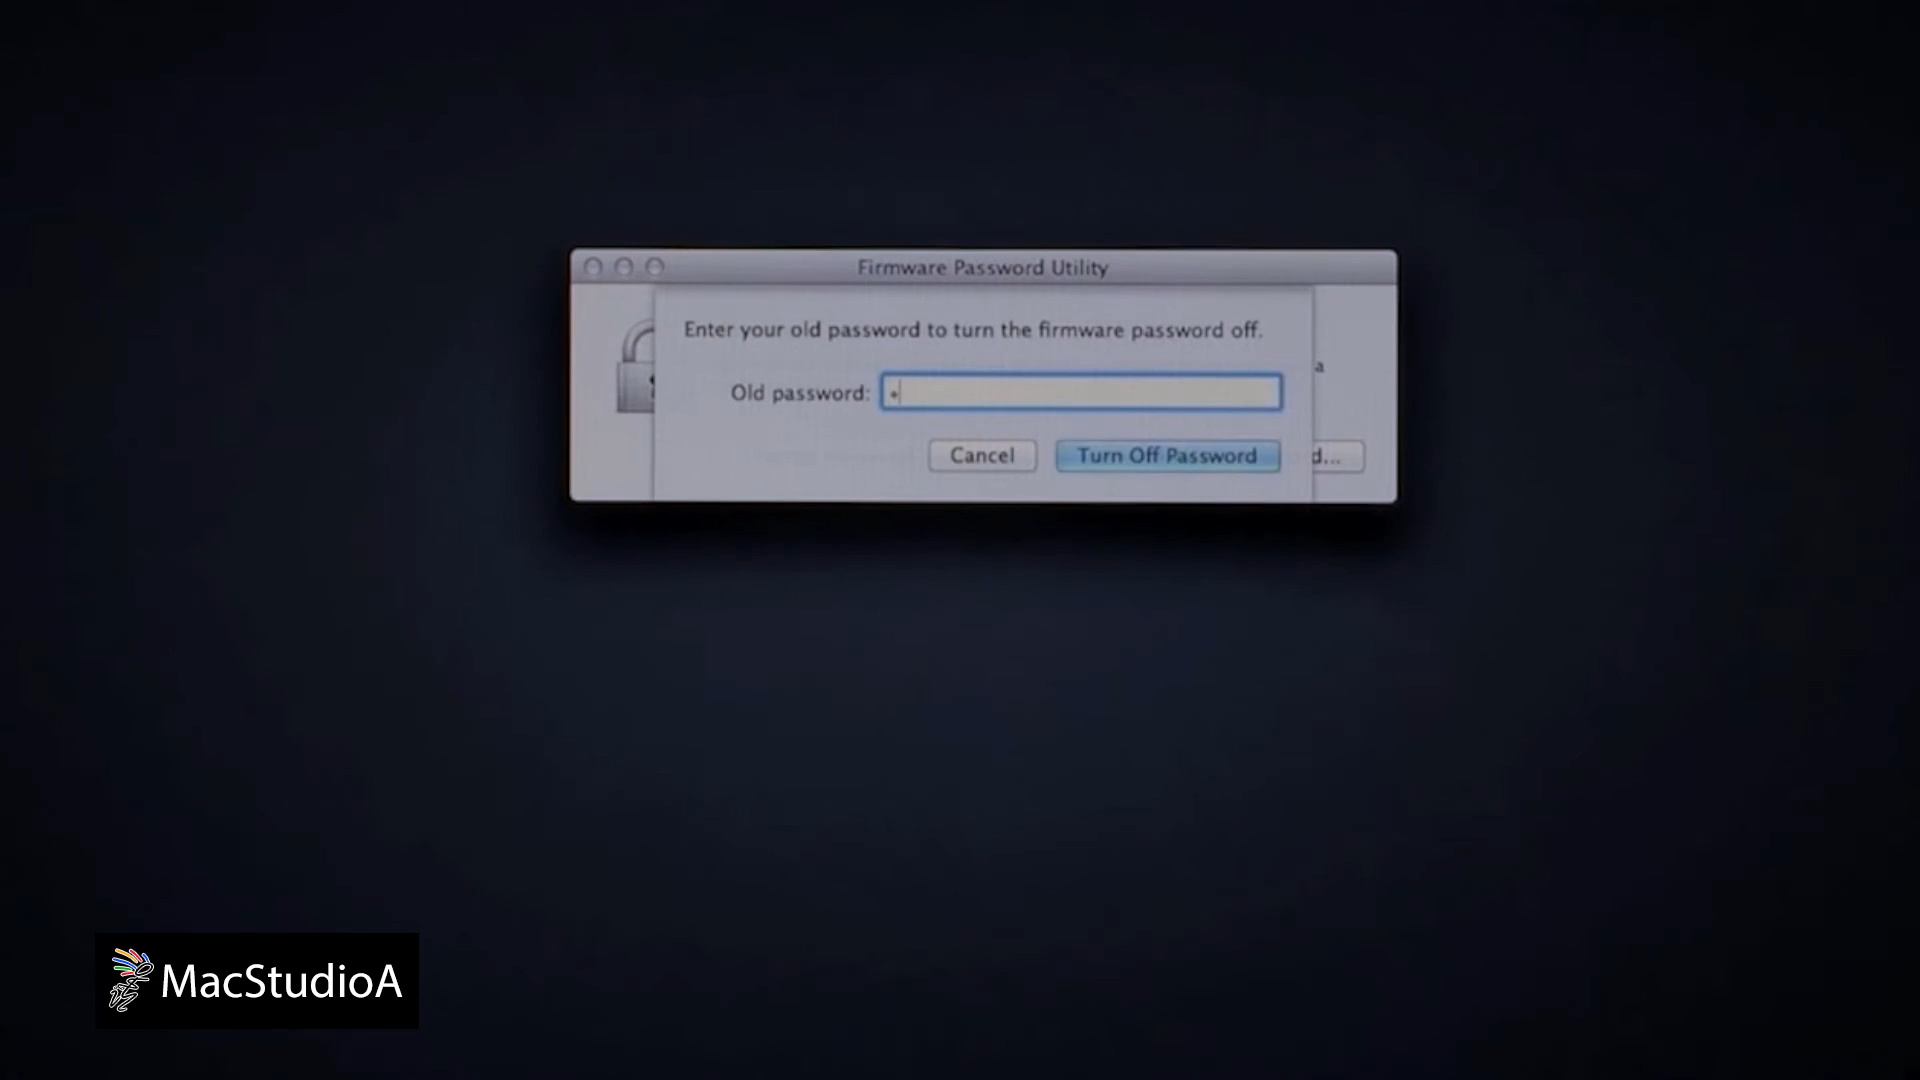 Firmware Password Utility
Enter your old password to turn the firmware password off.
a
Old password:
Cancel
Turn Off Password
d...
MacStudioA